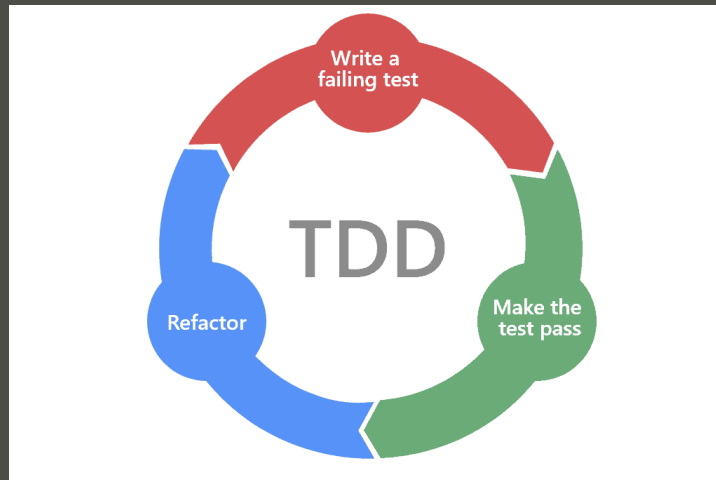 Write a
failing test
TDD
Make the
test pass
Refactor